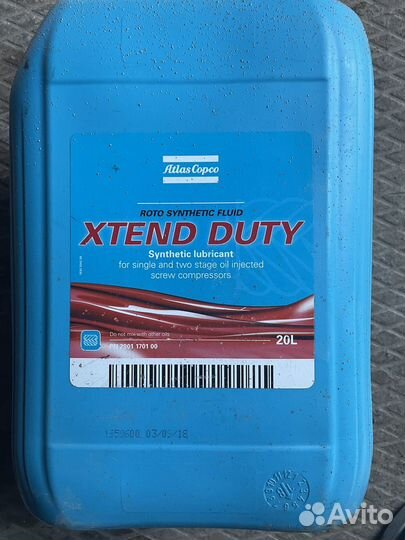 Atlas Copco
ROTO SYNTHETIC FLUID
XTEND DUTY
Synthetic lubricant
for single and two stage oil injected
screw compressors
Do not mix with other oils
PN 2901 1701 00
20L
03/05/18
Avito